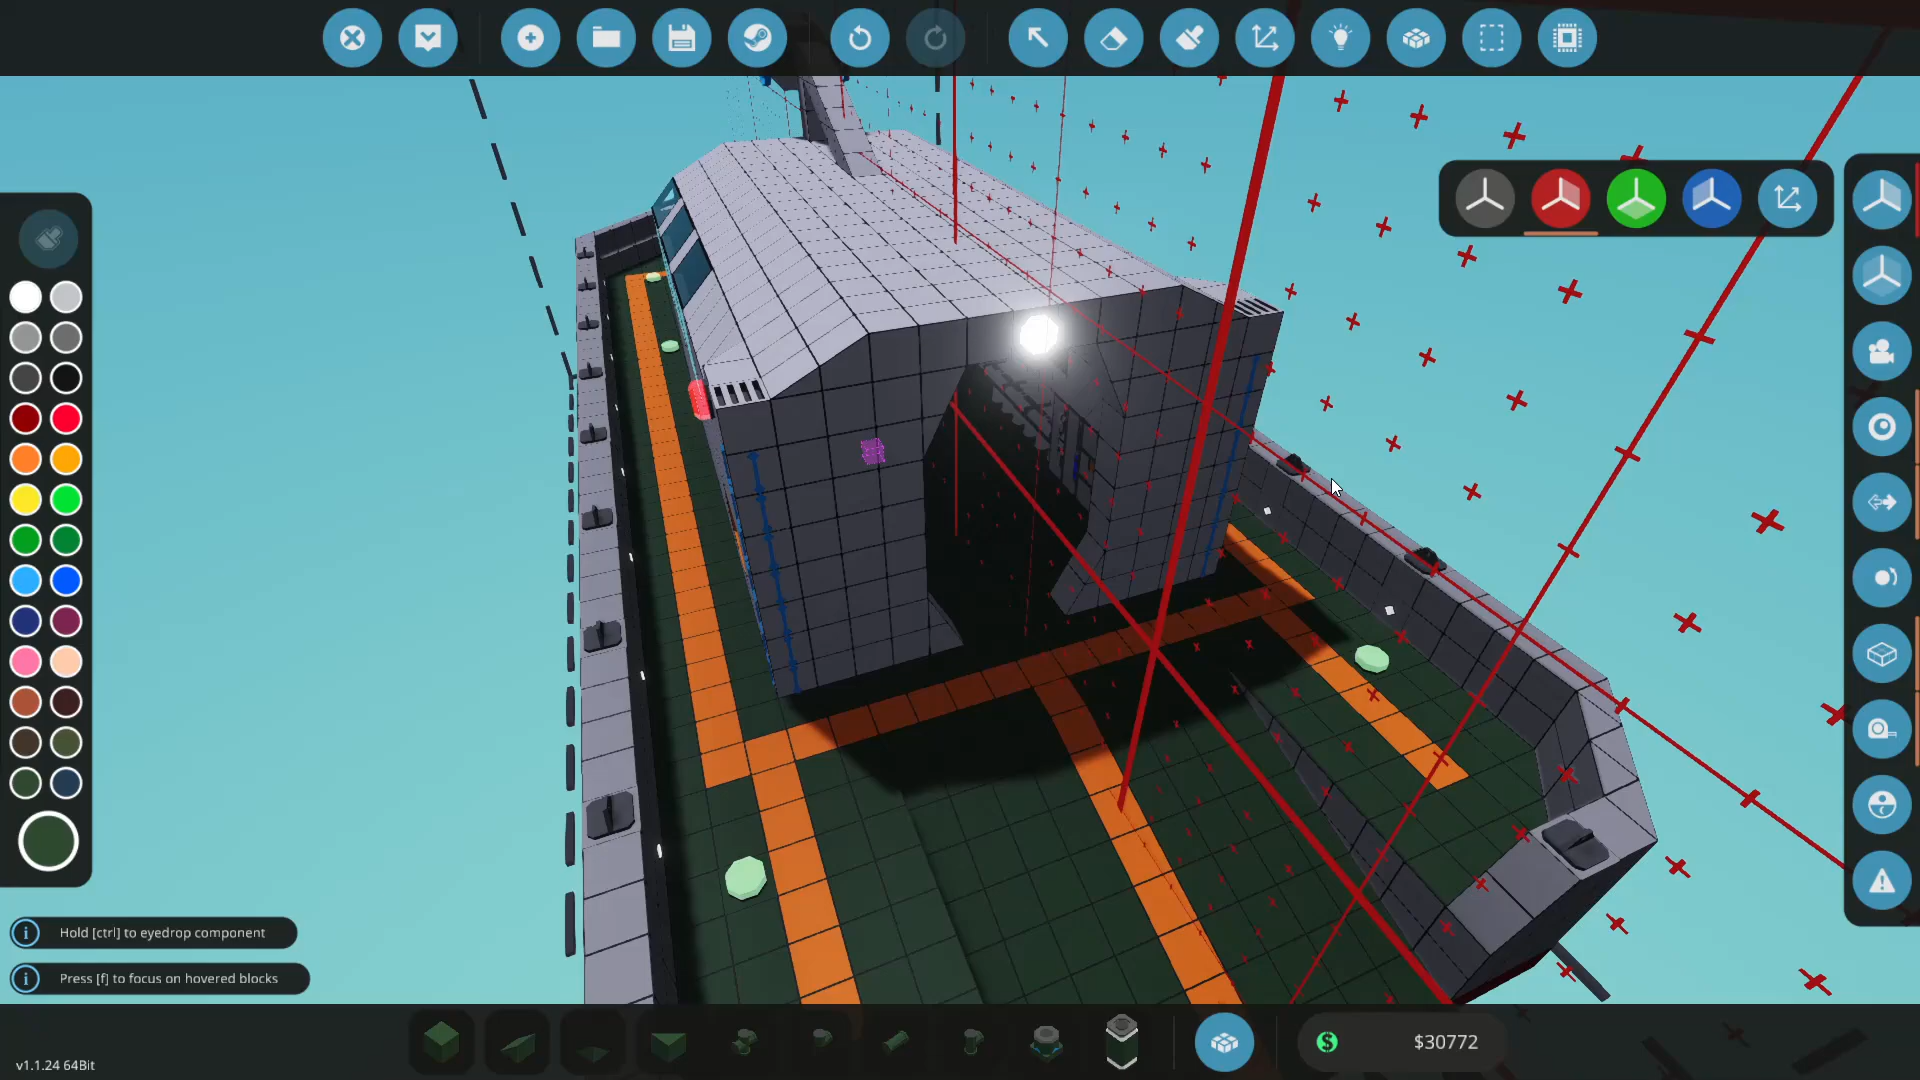 Hold [ctrl] to eyedrop component
Press [f] to focus on hovered blocks
v1.1.24 64Bit
$30772